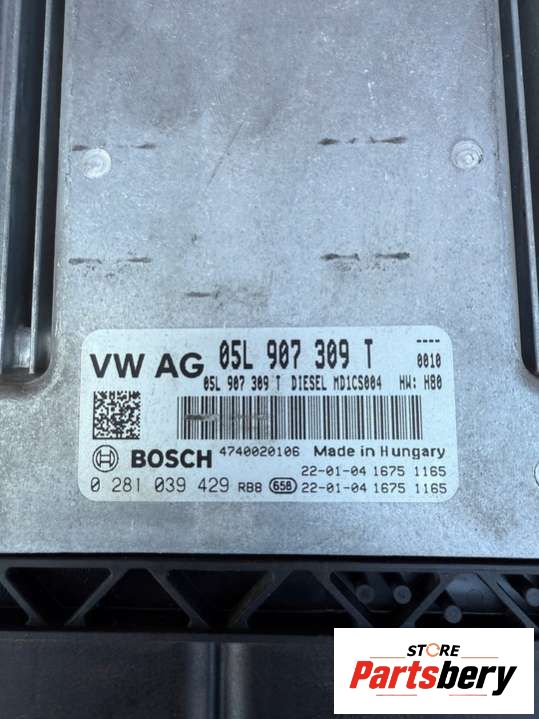 VW AG 05L 907 309 T ----
0010
05L 907 309 T DIESEL MD1CS004 HW: H80
BOSCH 4740020106 Made in Hungary
22-01-04 1675 1165
0 281 039 429 RBB 658 22-01-04 1675 1165
STORE
Partsbery